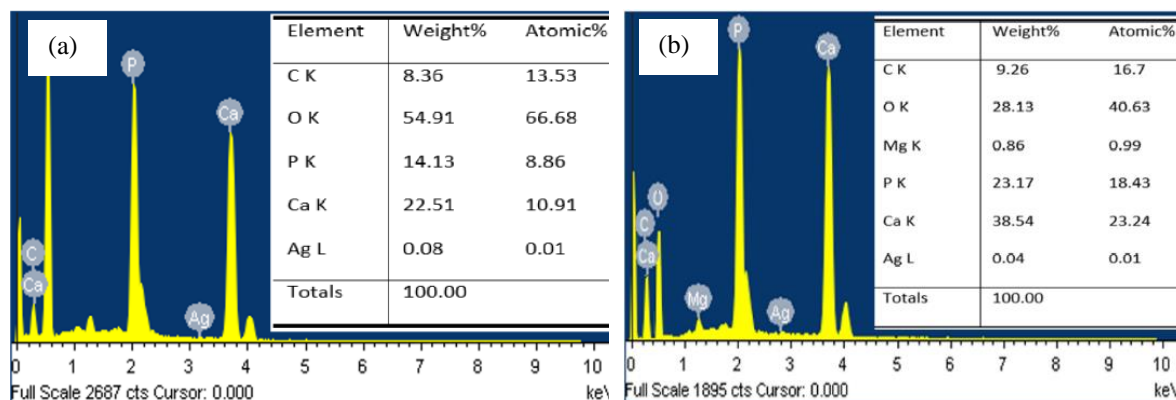 (a)
Element Weight% Atomic%
C K 8.36 13.53
O K 54.91 66.68
P K 14.13 8.86
Ca K 22.51 10.91
Ag L 0.08 0.01
Totals 100.00
P
Ca
C
Ca
Ag
0 1 2 3 4 5 6 7 8 9 10
Full Scale 2687 cts Cursor: 0.000 keV
(b)
Element Weight% Atomic%
C K 9.26 16.7
O K 28.13 40.63
Mg K 0.86 0.99
P K 23.17 18.43
Ca K 38.54 23.24
Ag L 0.04 0.01
Totals 100.00
P
Ca
O
C
Ca
Mg
Ag
0 1 2 3 4 5 6 7 8 9 10
Full Scale 1895 cts Cursor: 0.000 keV